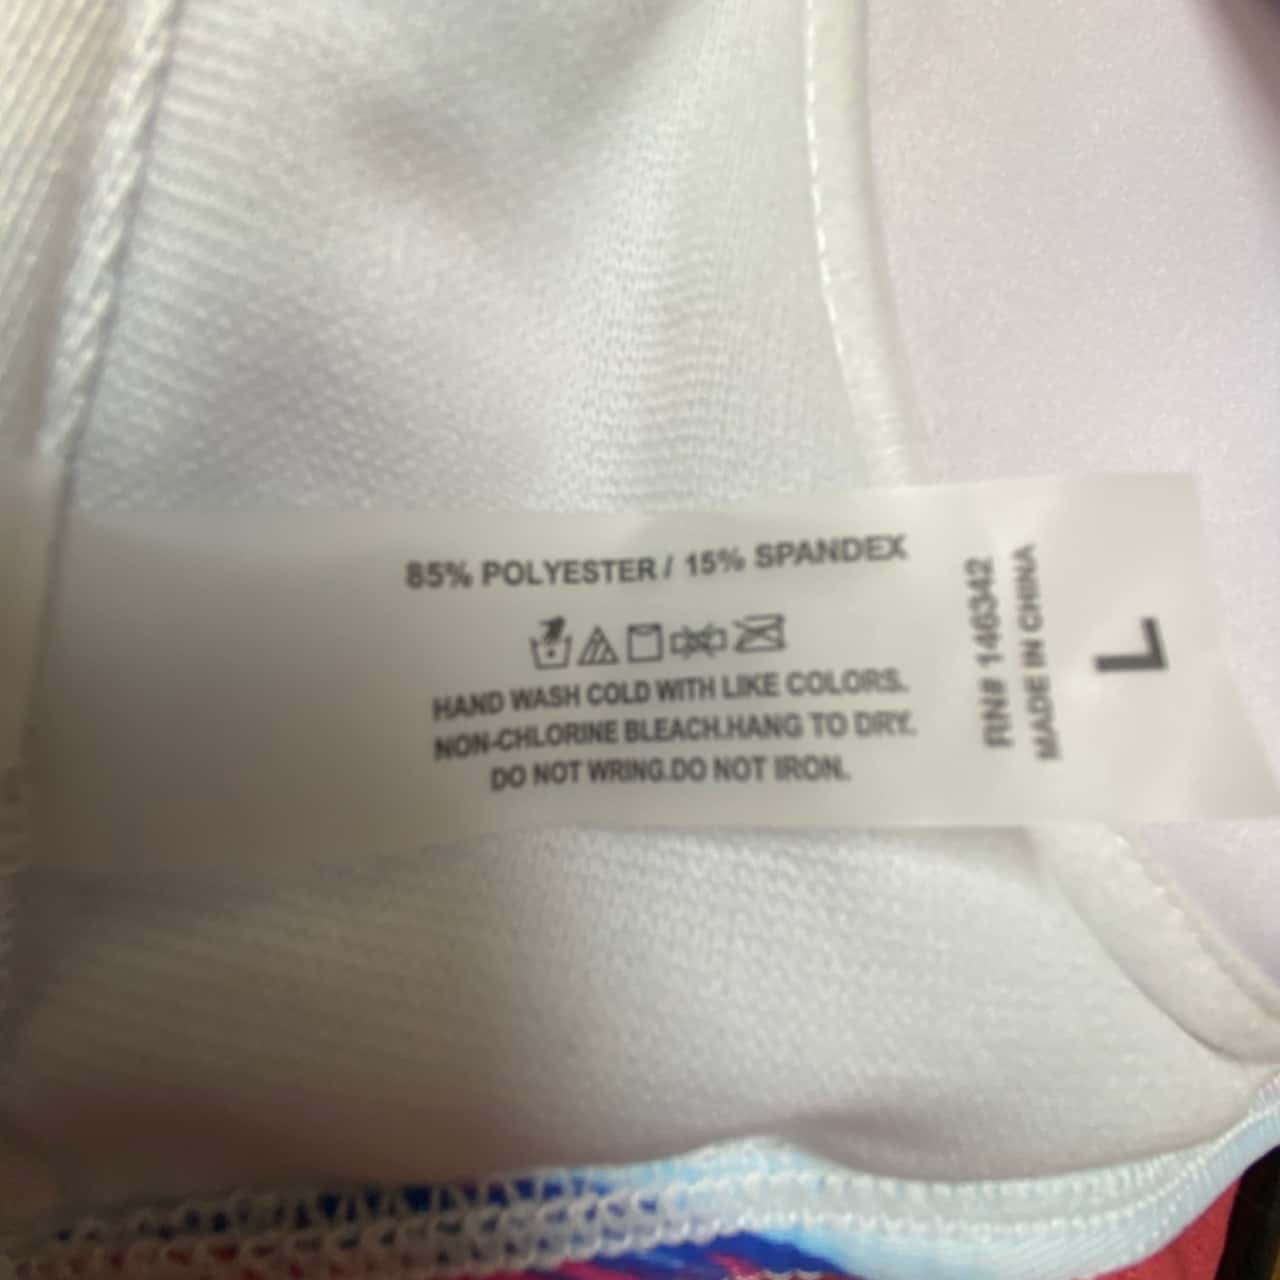 85% POLYESTER / 15% SPANDEX
HAND WASH COLD WITH LIKE COLORS.
NON-CHLORINE BLEACH.HANG TO DRY.
DO NOT WRING.DO NOT IRON.
RN# 146342
MADE IN CHINA
L